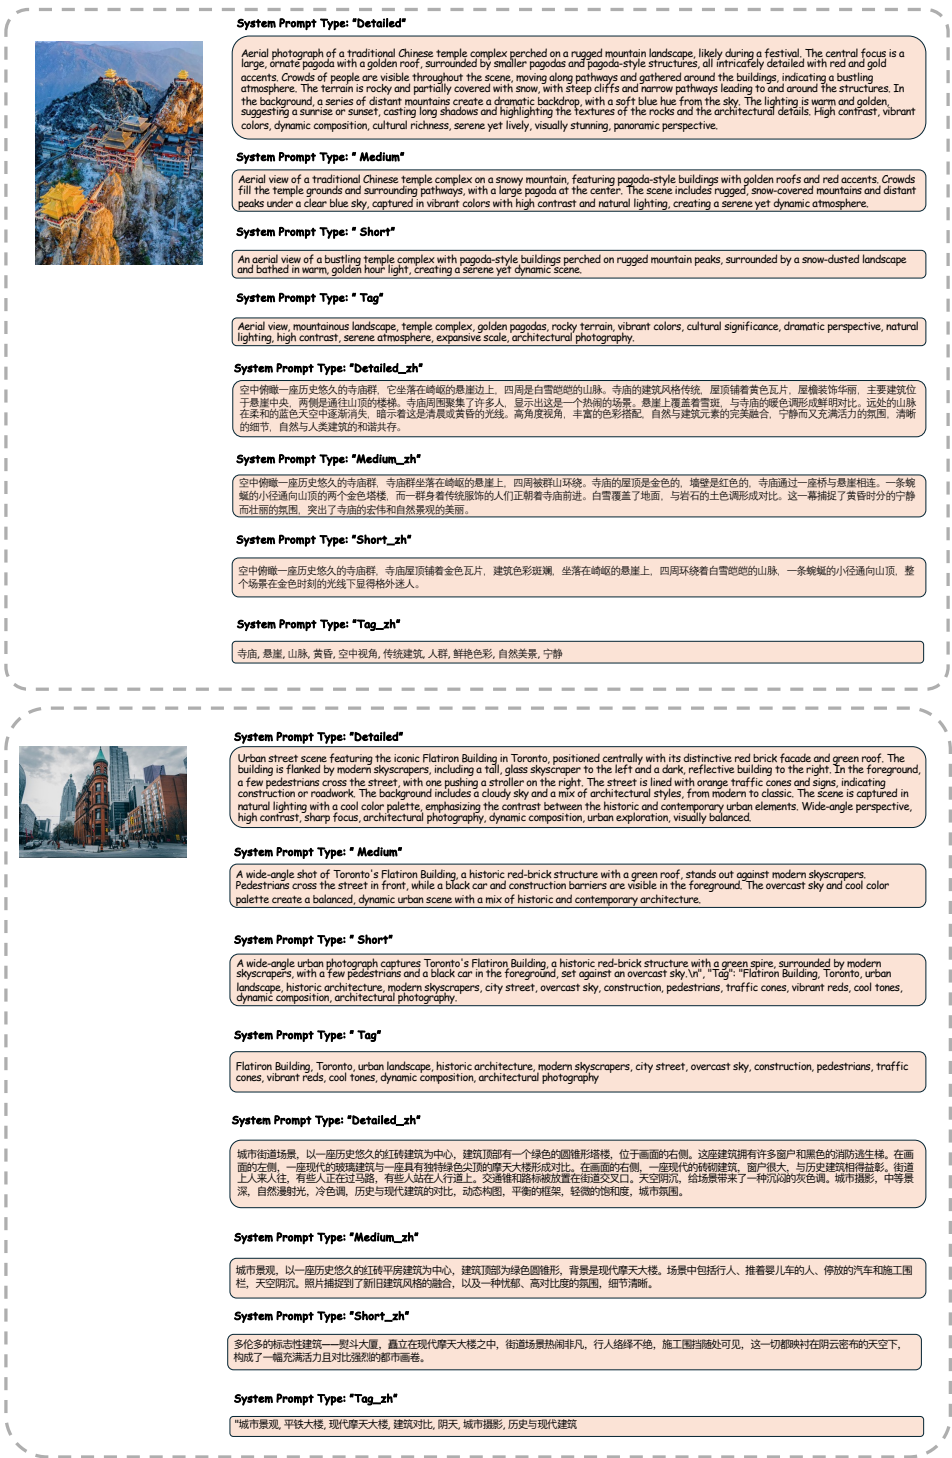 System Prompt Type: "Detailed"
Aerial photograph of a traditional Chinese temple complex perched on a rugged mountain landscape, likely during a festival. The central focus is a
large, ornate pagoda with a golden roof, surrounded by smaller pagodas and pagoda-style structures, all intricately detailed with red and gold
accents. Crowds of people are visible throughout the scene, moving along pathways and gathered around the buildings, indicating a bustling
atmosphere. The terrain is rocky and partially covered with snow, with steep cliffs and narrow pathways leading to and around the structures. In
the background, a series of distant mountains create a dramatic backdrop, with a soft blue hue from the sky. The lighting is warm and golden,
suggesting a sunrise or sunset, casting long shadows and highlighting the textures of the rocks and the architectural details. High contrast, vibrant
colors, dynamic composition, cultural richness, serene yet lively, visually stunning, panoramic perspective.
System Prompt Type: " Medium"
Aerial view of a traditional Chinese temple complex on a snowy mountain, featuring pagoda-style buildings with golden roofs and red accents. Crowds
fill the temple grounds and surrounding pathways, with a large pagoda at the center. The scene includes rugged, snow-covered mountains and distant
peaks under a clear blue sky, captured in vibrant colors with high contrast and natural lighting, creating a serene yet dynamic atmosphere.
System Prompt Type: " Short"
An aerial view of a bustling temple complex with pagoda-style buildings perched on rugged mountain peaks, surrounded by a snow-dusted landscape
and bathed in warm, golden hour light, creating a serene yet dynamic scene.
System Prompt Type: " Tag"
Aerial view, mountainous landscape, temple complex, golden pagodas, rocky terrain, vibrant colors, cultural significance, dramatic perspective, natural
lighting, high contrast, serene atmosphere, expansive scale, architectural photography.
System Prompt Type: "Detailed_zh"
空中俯瞰一座历史悠久的寺庙群，它坐落在崎岖的悬崖边上，四周是白雪皑皑的山脉。寺庙的建筑风格传统，屋顶铺着黄色瓦片，屋檐装饰华丽，主要建筑位
于悬崖中央，两侧是通往山顶的楼梯。寺庙周围聚集了许多人，显示出这是一个热闹的场景。悬崖上覆盖着雪斑，与寺庙的暖色调形成鲜明对比。远处的山脉
在柔和的蓝色天空中逐渐消失，暗示着这是清晨或黄昏的光线。高角度视角，丰富的色彩搭配，自然与建筑元素的完美融合，宁静而又充满活力的氛围，清晰
的细节，自然与人类建筑的和谐共存。
System Prompt Type: "Medium_zh"
空中俯瞰一座历史悠久的寺庙群，寺庙群坐落在崎岖的悬崖上，四周被群山环绕。寺庙的屋顶是金色的，墙壁是红色的，寺庙通过一座桥与悬崖相连。一条蜿
蜒的小径通向山顶的两个金色塔楼，而一群身着传统服饰的人们正朝着寺庙前进。白雪覆盖了地面，与岩石的土色调形成对比。这一幕捕捉了黄昏时分的宁静
而壮丽的氛围，突出了寺庙的宏伟和自然景观的美丽。
System Prompt Type: "Short_zh"
空中俯瞰一座历史悠久的寺庙群，寺庙屋顶铺着金色瓦片，建筑色彩斑斓，坐落在崎岖的悬崖上，四周环绕着白雪皑皑的山脉，一条蜿蜒的小径通向山顶，整
个场景在金色时刻的光线下显得格外迷人。
System Prompt Type: "Tag_zh"
寺庙, 悬崖, 山脉, 黄昏, 空中视角, 传统建筑, 人群, 鲜艳色彩, 自然美景, 宁静
System Prompt Type: "Detailed"
Urban street scene featuring the iconic Flatiron Building in Toronto, positioned centrally with its distinctive red brick facade and green roof. The
building is flanked by modern skyscrapers, including a tall, glass skyscraper to the left and a dark, reflective building to the right. In the foreground,
a few pedestrians cross the street, with one pushing a stroller on the right. The street is lined with orange traffic cones and signs, indicating
construction or roadwork. The background includes a cloudy sky and a mix of architectural styles, from modern to classic. The scene is captured in
natural lighting with a cool color palette, emphasizing the contrast between the historic and contemporary urban elements. Wide-angle perspective,
high contrast, sharp focus, architectural photography, dynamic composition, urban exploration, visually balanced.
System Prompt Type: " Medium"
A wide-angle shot of Toronto's Flatiron Building, a historic red-brick structure with a green roof, stands out against modern skyscrapers.
Pedestrians cross the street in front, while a black car and construction barriers are visible in the foreground. The overcast sky and cool color
palette create a balanced, dynamic urban scene with a mix of historic and contemporary architecture.
System Prompt Type: " Short"
A wide-angle urban photograph captures Toronto's Flatiron Building, a historic red-brick structure with a green spire, surrounded by modern
skyscrapers, with a few pedestrians and a black car in the foreground, set against an overcast sky.\n", "Tag": "Flatiron Building, Toronto, urban
landscape, historic architecture, modern skyscrapers, city street, overcast sky, construction, pedestrians, traffic cones, vibrant reds, cool tones,
dynamic composition, architectural photography.
System Prompt Type: " Tag"
Flatiron Building, Toronto, urban landscape, historic architecture, modern skyscrapers, city street, overcast sky, construction, pedestrians, traffic
cones, vibrant reds, cool tones, dynamic composition, architectural photography
System Prompt Type: "Detailed_zh"
城市街道场景，以一座历史悠久的红砖建筑为中心，建筑顶部有一个绿色的圆锥形塔楼，位于画面的左侧。这座建筑拥有许多窗户和黑色的消防逃生梯。在画
面的左侧，一座现代的玻璃建筑与一座具有独特绿色尖顶的摩天大楼形成对比。在画面的右侧，一座现代的砖砌建筑，窗户很大，与历史建筑相得益彰。街道
上人来人往，有些人正在过马路，有些人站在人行道上。交通锥和路标被放置在街道交叉口。天空阴沉，给场景带来了一种沉闷的灰色调。城市摄影，中等景
深，自然漫射光，冷色调，历史与现代建筑的对比，动态构图，平衡的框架，轻微的饱和度，城市氛围。
System Prompt Type: "Medium_zh"
城市景观，以一座历史悠久的红砖平房建筑为中心，建筑顶部为绿色圆锥形，背景是现代摩天大楼。场景中包括行人、推着婴儿车的人、停放的汽车和施工围
栏，天空阴沉。照片捕捉到了新旧建筑风格的融合，以及一种忧郁、高对比度的氛围，细节清晰。
System Prompt Type: "Short_zh"
多伦多的标志性建筑——熨斗大厦，矗立在现代摩天大楼之中，街道场景热闹非凡，行人络绎不绝，施工围挡随处可见，这一切都映衬在阴云密布的天空下，
构成了一幅充满活力且对比强烈的都市画卷。
System Prompt Type: "Tag_zh"
"城市景观, 平铁大楼, 现代摩天大楼, 建筑对比, 阴天, 城市摄影, 历史与现代建筑